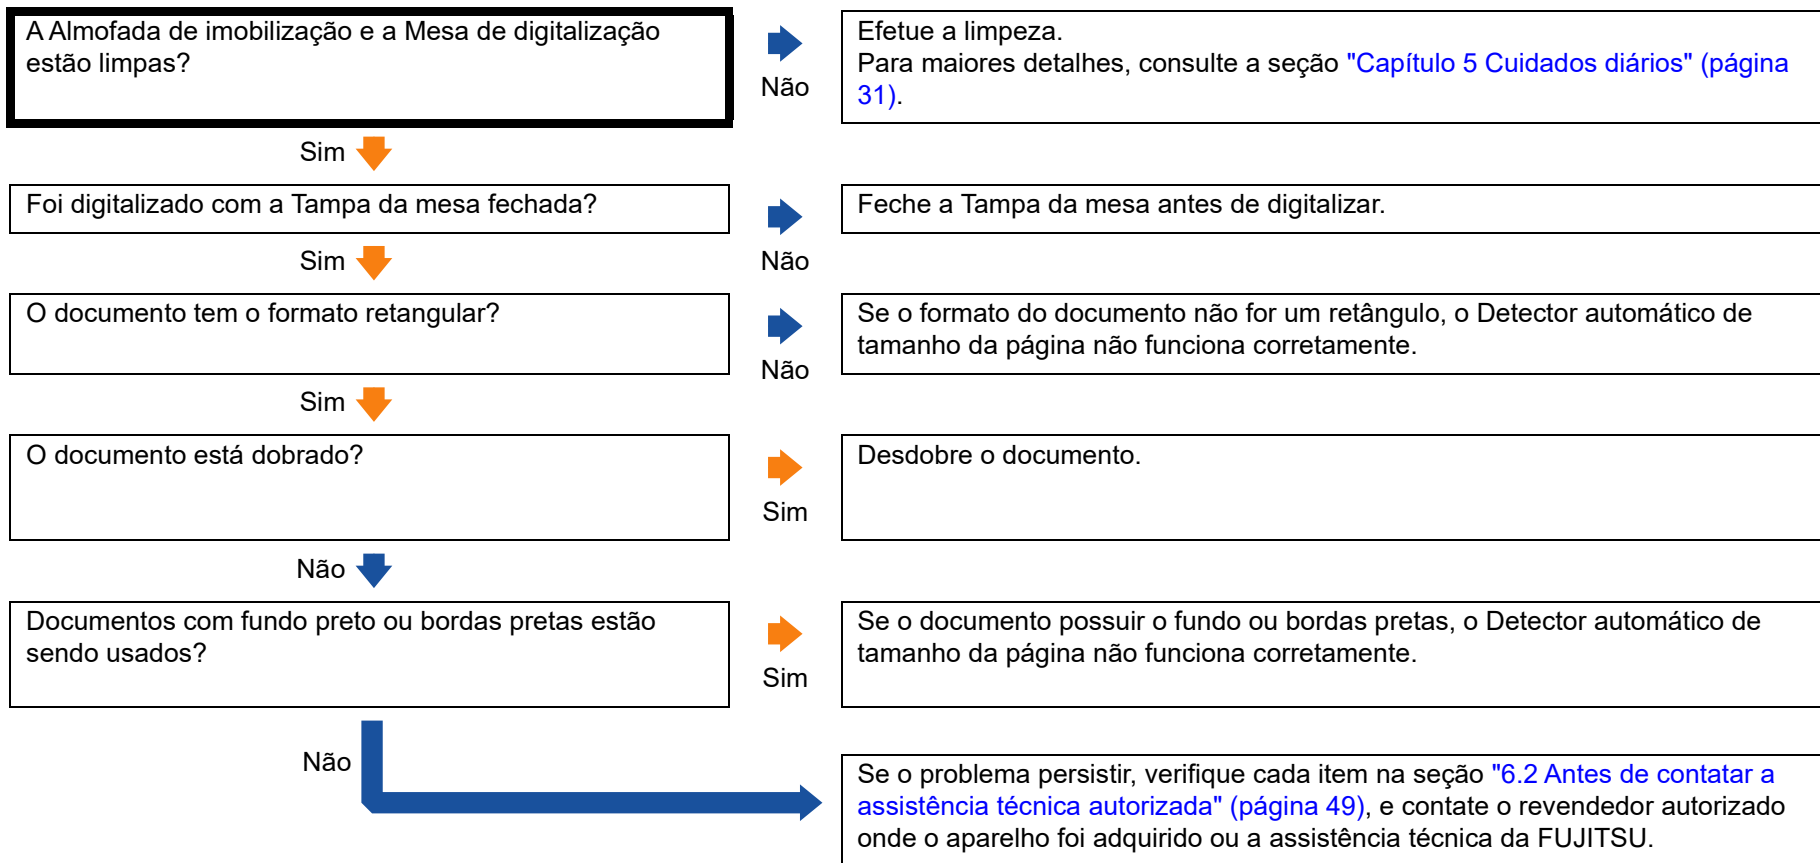 A Almofada de imobilização e a Mesa de digitalização
estão limpas?
Não
Efetue a limpeza.
Para maiores detalhes, consulte a seção "Capítulo 5 Cuidados diários" (página
31).
Sim
Foi digitalizado com a Tampa da mesa fechada?
Não
Feche a Tampa da mesa antes de digitalizar.
Sim
O documento tem o formato retangular?
Não
Se o formato do documento não for um retângulo, o Detector automático de
tamanho da página não funciona corretamente.
Sim
O documento está dobrado?
Sim
Desdobre o documento.
Não
Documentos com fundo preto ou bordas pretas estão
sendo usados?
Sim
Se o documento possuir o fundo ou bordas pretas, o Detector automático de
tamanho da página não funciona corretamente.
Não
Se o problema persistir, verifique cada item na seção "6.2 Antes de contatar a
assistência técnica autorizada" (página 49), e contate o revendedor autorizado
onde o aparelho foi adquirido ou a assistência técnica da FUJITSU.